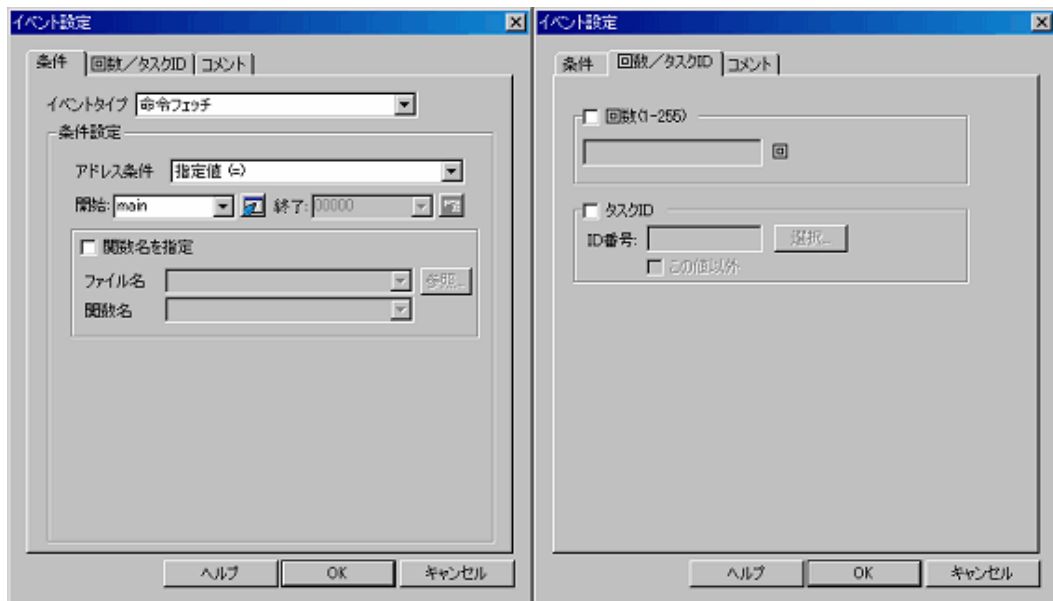 イベント設定
条件 回数／タスクID コメント
イベントタイプ 命令フェッチ
条件設定
アドレス条件 指定値 (=)
開始: main 終了: 00000
関数名を指定
ファイル名 参照...
関数名
ヘルプ OK キャンセル
イベント設定
条件 回数／タスクID コメント
回数(1-255)
回
タスクID
ID番号: 選択...
この値以外
ヘルプ OK キャンセル